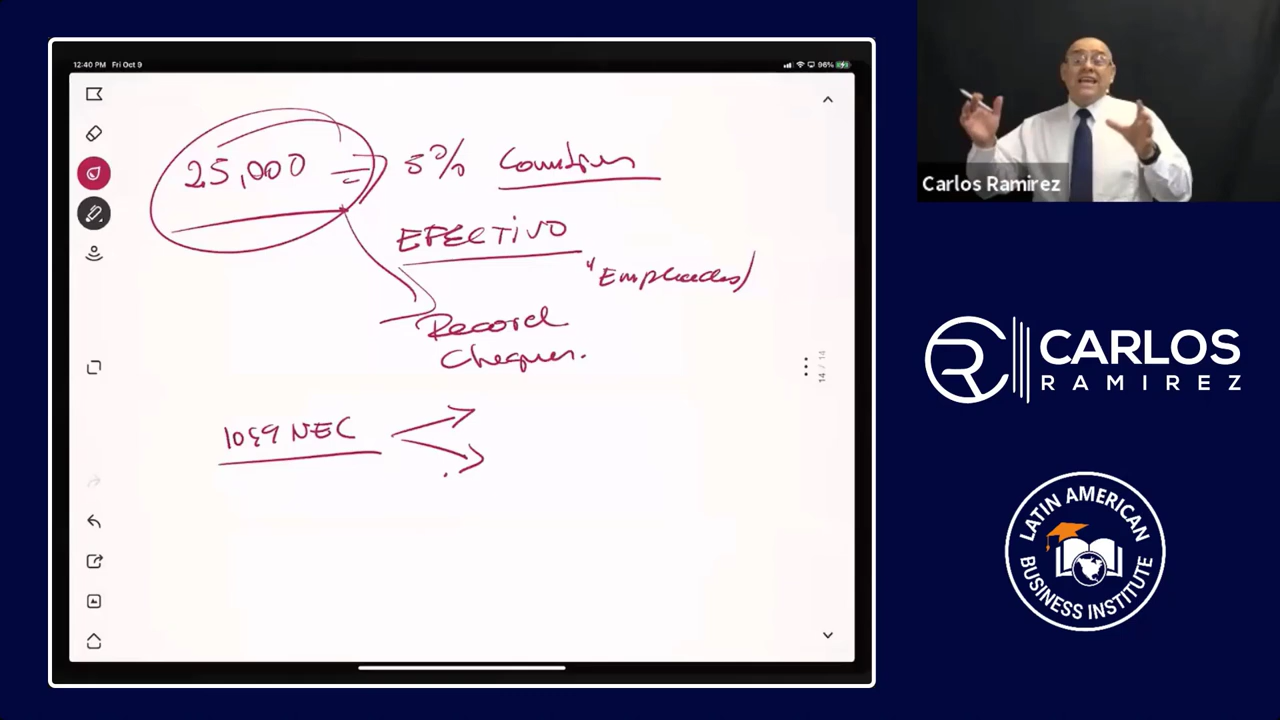 12:40 PM Fri Oct 9
96%
25,000 = 5%
EFECTIVO
"Empleados)
Record
Cheques.
1099 NEC
14 / 14
Carlos Ramirez
CARLOS
RAMIREZ
LATIN AMERICAN
BUSINESS INSTITUTE